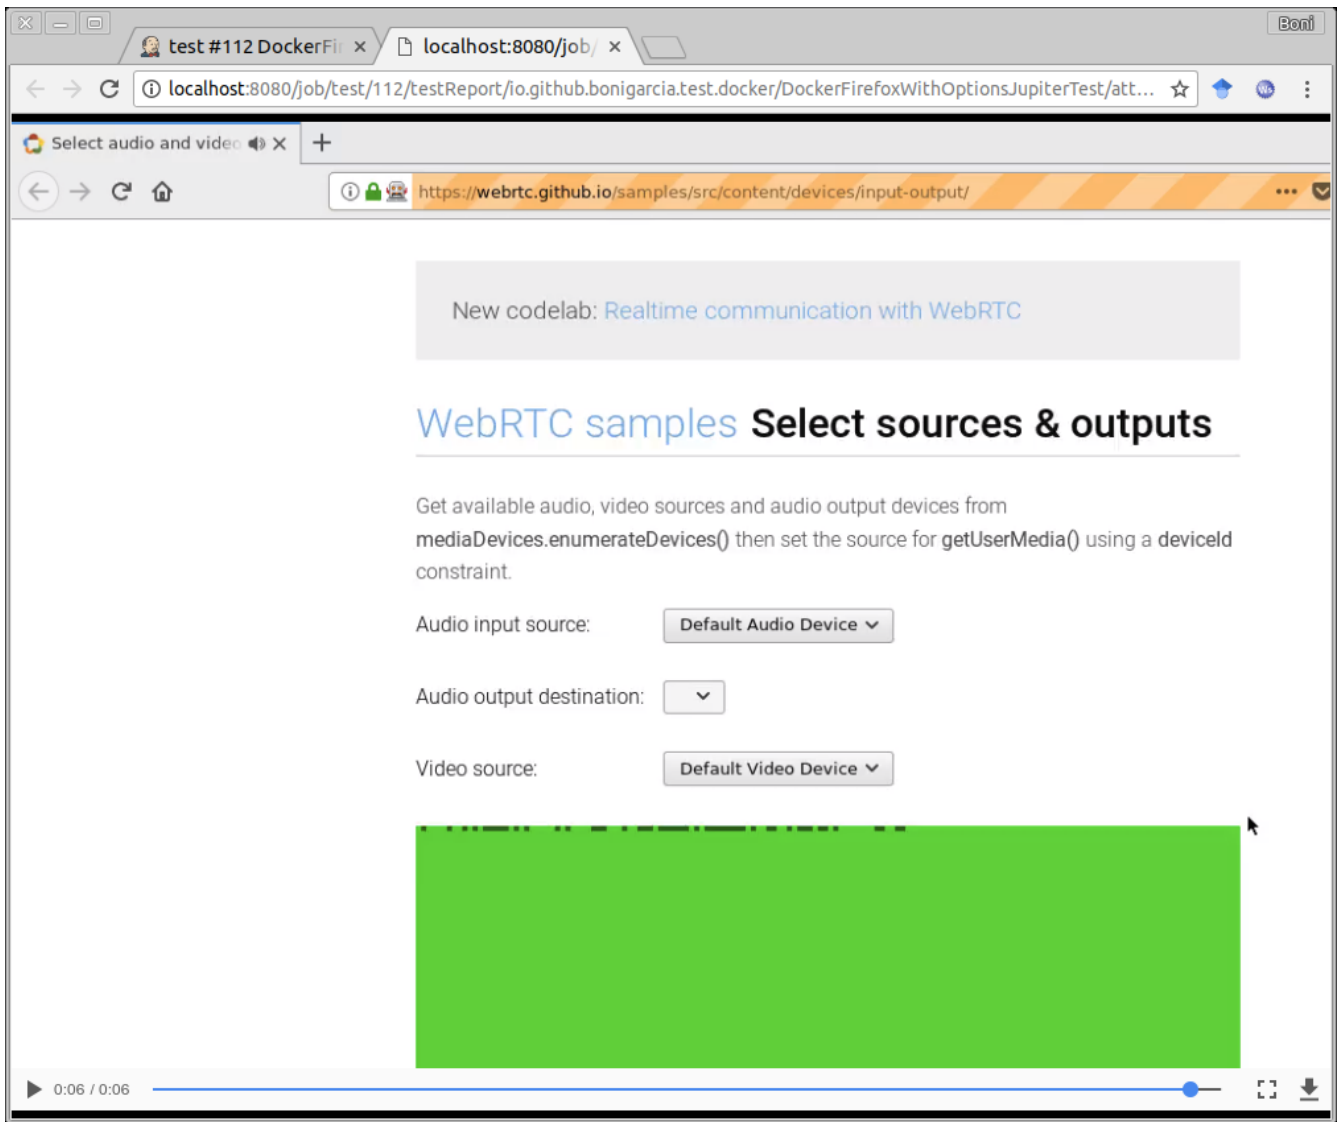 Boni
test #112 DockerFi
localhost:8080/job/
localhost:8080/job/test/112/testReport/io.github.bonigarcia.test.docker/DockerFirefoxWithOptionsJupiterTest/att...
Select audio and video
https://webrtc.github.io/samples/src/content/devices/input-output/
New codelab: Realtime communication with WebRTC
WebRTC samples Select sources & outputs
Get available audio, video sources and audio output devices from
mediaDevices.enumerateDevices() then set the source for getUserMedia() using a deviceId
constraint.
Audio input source: Default Audio Device
Audio output destination:
Video source: Default Video Device
0:06 / 0:06